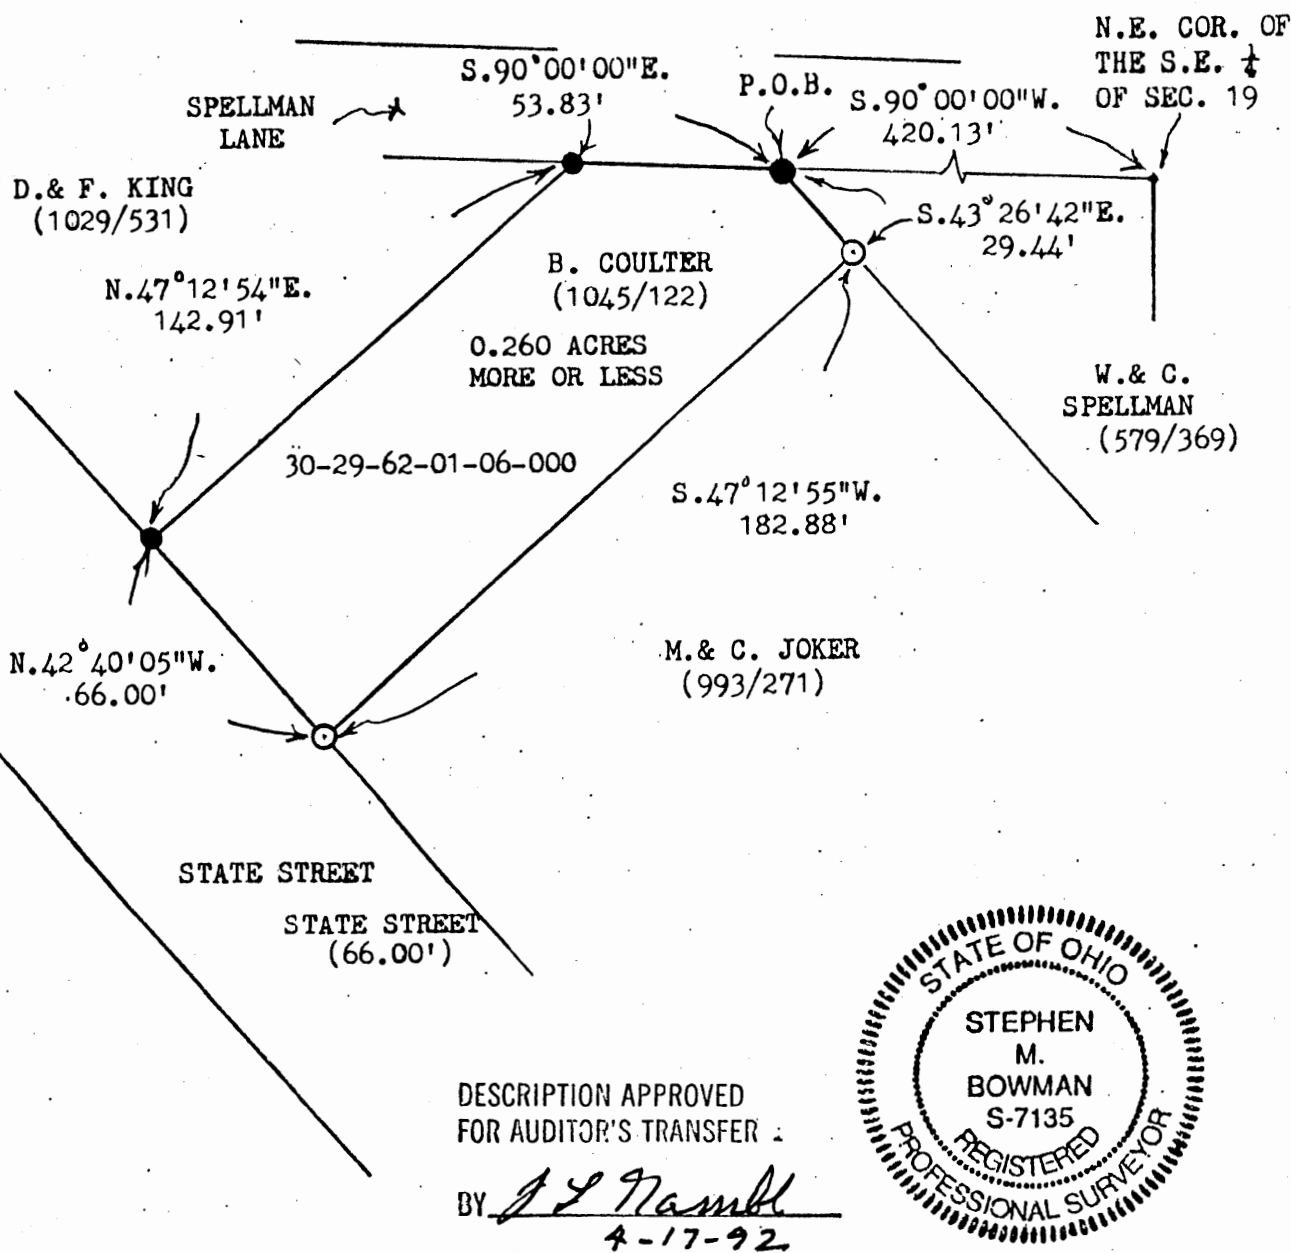 N.E. COR. OF
THE S.E. ¼
OF SEC. 19
S.90°00'00"E.
53.83'
P.O.B.
S.90°00'00"W.
420.13'
SPELLMAN
LANE
D.& F. KING
(1029/531)
S.43°26'42"E.
29.44'
N.47°12'54"E.
142.91'
B. COULTER
(1045/122)
0.260 ACRES
MORE OR LESS
W.& C.
SPELLMAN
(579/369)
30-29-62-01-06-000
S.47°12'55"W.
182.88'
N.42°40'05"W.
66.00'
M.& C. JOKER
(993/271)
STATE STREET
STATE STREET
(66.00')
STATE OF OHIO
STEPHEN
M.
BOWMAN
S-7135
REGISTERED
PROFESSIONAL SURVEYOR
DESCRIPTION APPROVED
FOR AUDITOR'S TRANSFER
BY
4-17-92